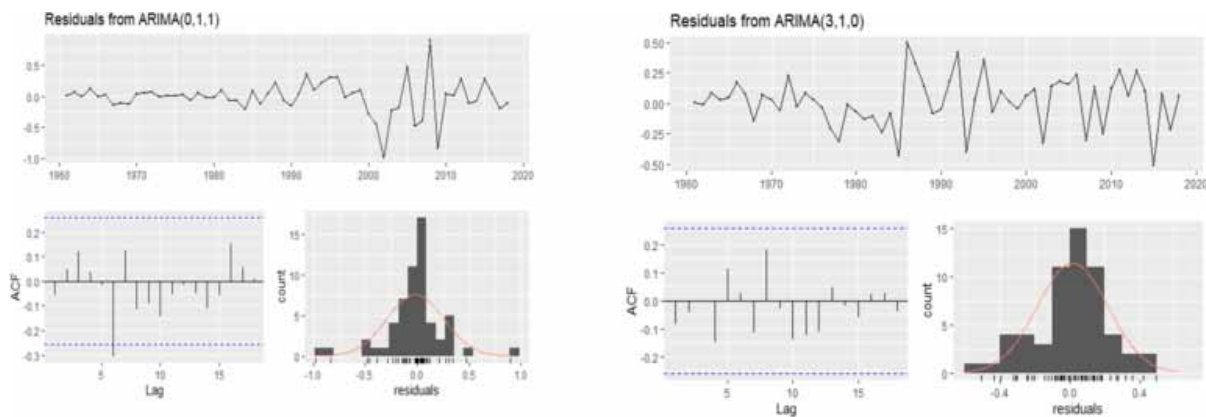 Residuals from ARIMA(0,1,1)
0.5
0.0
-0.5
-1.0
1960 1970 1980 1990 2000 2010 2020
ACF
0.2
0.1
0.0
-0.1
-0.2
-0.3
5 10 15
Lag
count
15
10
5
0
-1.0 -0.5 0.0 0.5 1.0
residuals
Residuals from ARIMA(3,1,0)
0.50
0.25
0.00
-0.25
-0.50
1960 1970 1980 1990 2000 2010 2020
ACF
0.2
0.1
0.0
-0.1
-0.2
5 10 15
Lag
count
15
10
5
0
-0.4 0.0 0.4
residuals